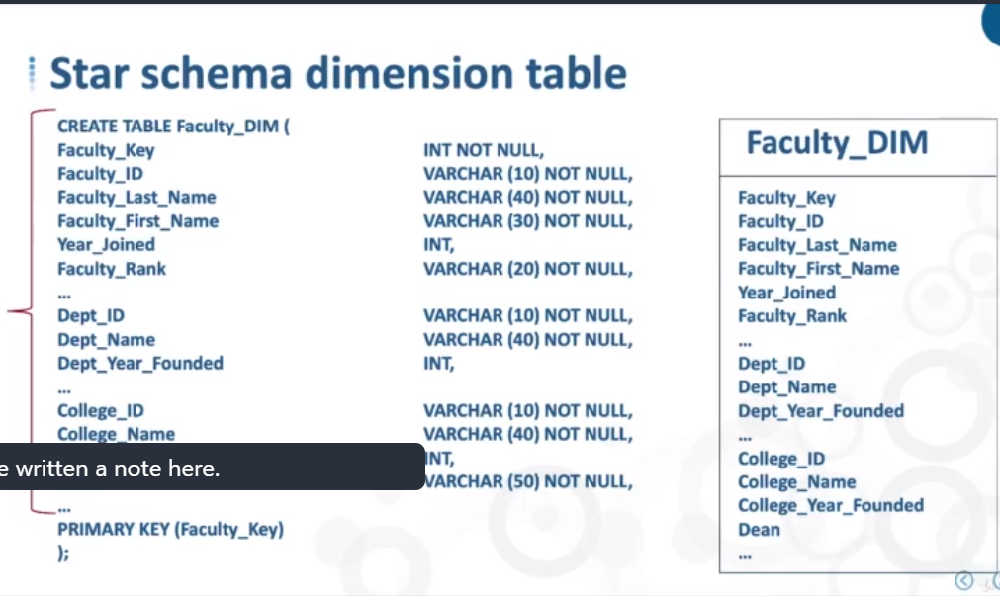 Star schema dimension table
CREATE TABLE Faculty_DIM (
Faculty_Key INT NOT NULL,
Faculty_ID VARCHAR (10) NOT NULL,
Faculty_Last_Name VARCHAR (40) NOT NULL,
Faculty_First_Name VARCHAR (30) NOT NULL,
Year_Joined INT,
Faculty_Rank VARCHAR (20) NOT NULL,
...
Dept_ID VARCHAR (10) NOT NULL,
Dept_Name VARCHAR (40) NOT NULL,
Dept_Year_Founded INT,
...
College_ID VARCHAR (10) NOT NULL,
College_Name VARCHAR (40) NOT NULL,
INT,
VARCHAR (50) NOT NULL,
...
PRIMARY KEY (Faculty_Key)
);
e written a note here.
Faculty_DIM
Faculty_Key
Faculty_ID
Faculty_Last_Name
Faculty_First_Name
Year_Joined
Faculty_Rank
...
Dept_ID
Dept_Name
Dept_Year_Founded
...
College_ID
College_Name
College_Year_Founded
Dean
...